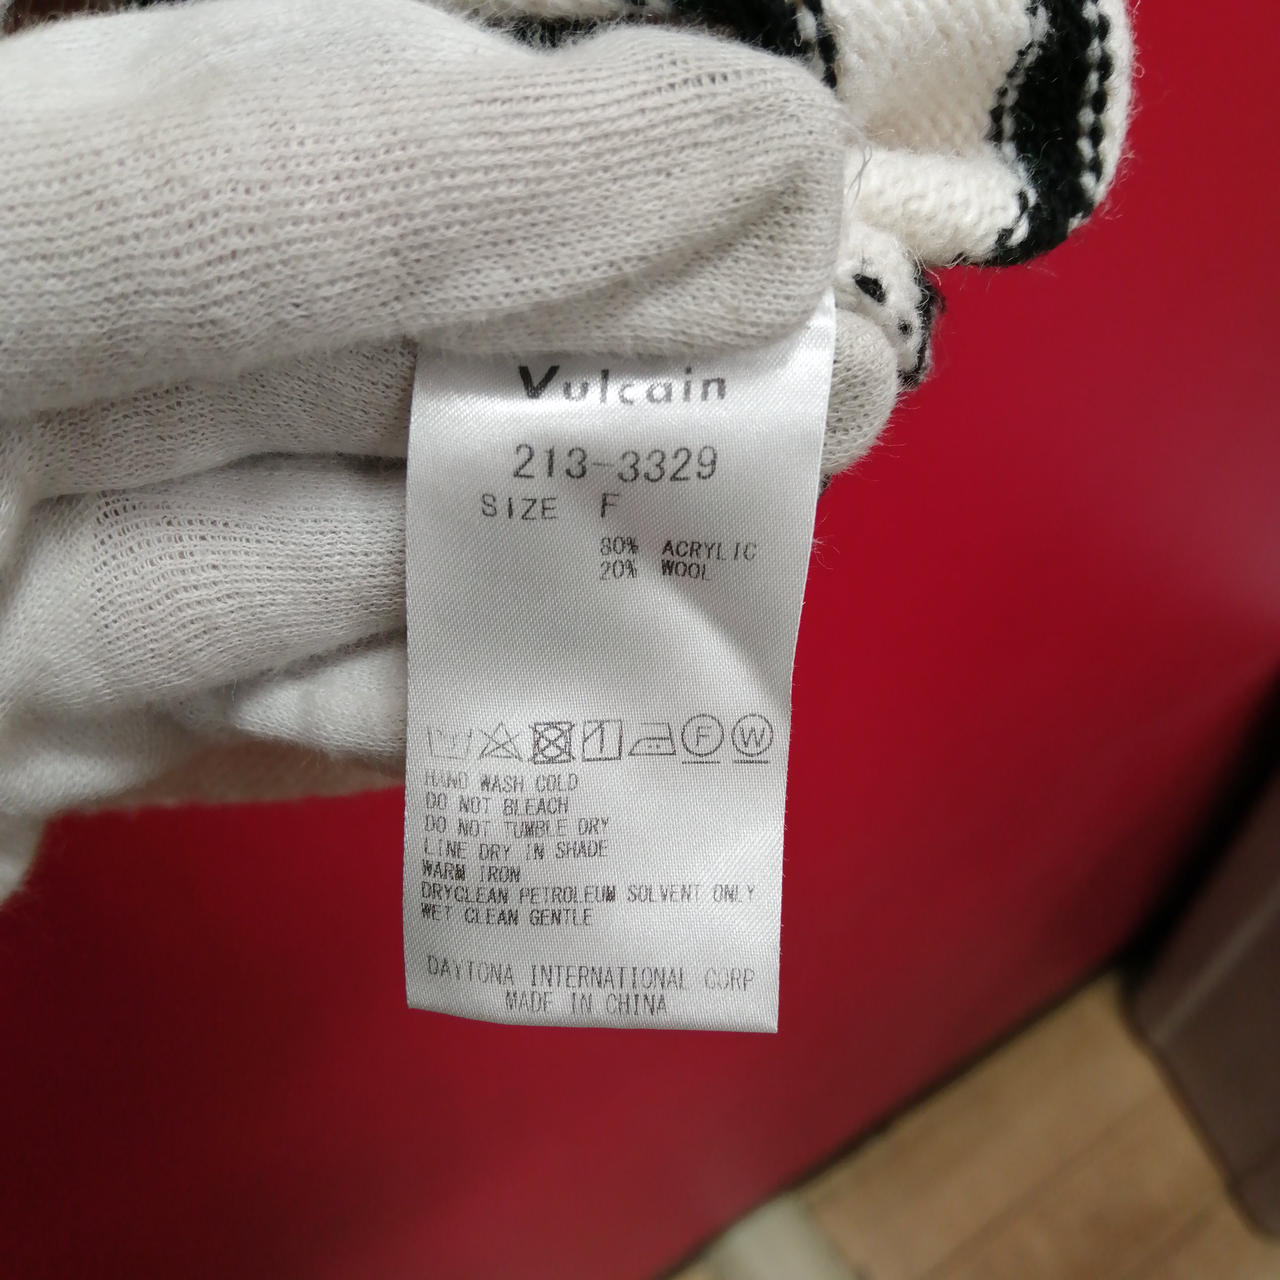 Vulcain
213-3329
SIZE F
80% ACRYLIC
20% WOOL
F W
HAND WASH COLD
DO NOT BLEACH
DO NOT TUMBLE DRY
LINE DRY IN SHADE
WARM IRON
DRYCLEAN PETROLEUM SOLVENT ONLY
WET CLEAN GENTLE
DAYTONA INTERNATIONAL CORP
MADE IN CHINA